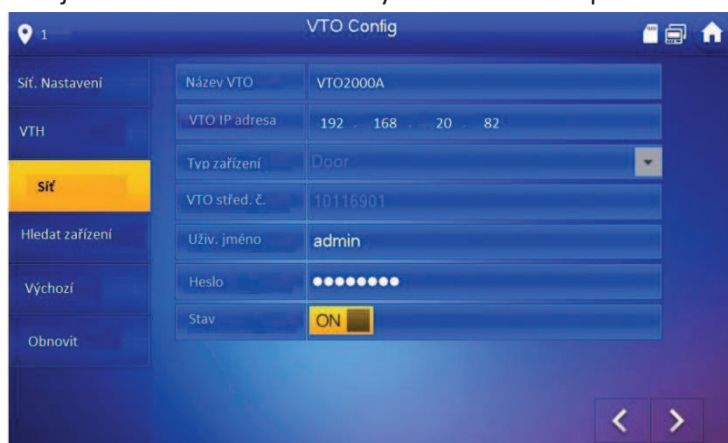 1
VTO Config
Síť. Nastavení
VTH
Síť
Hledat zařízení
Výchozí
Obnovit
Název VTO VTO2000A
VTO IP adresa 192 . 168 . 20 . 82
Typ zařízení Door
VTO střed. č. 10116901
Uživ. jméno admin
Heslo ●●●●●●●●
Stav ON